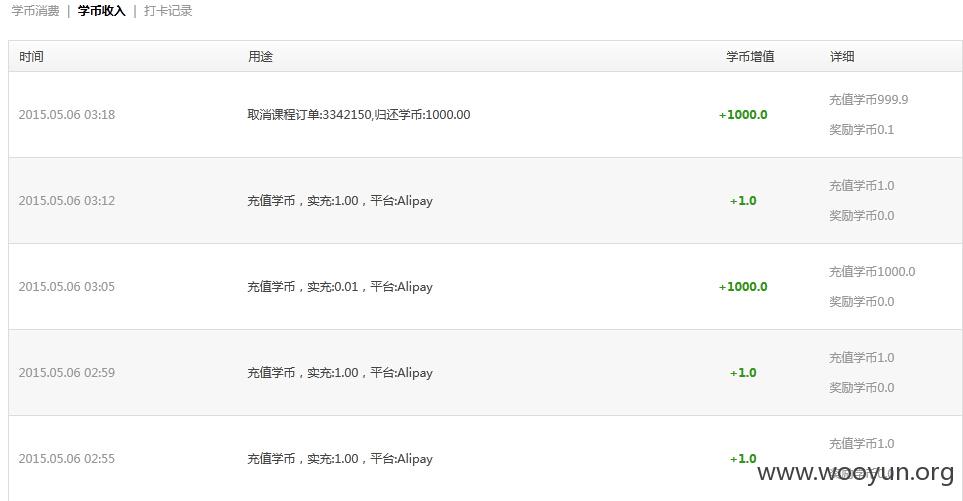 学币消费 | 学币收入 | 打卡记录
时间 用途 学币增值 详细
2015.05.06 03:18 取消课程订单:3342150,归还学币:1000.00 +1000.0 充值学币999.9
奖励学币0.1
2015.05.06 03:12 充值学币，实充:1.00，平台:Alipay +1.0 充值学币1.0
奖励学币0.0
2015.05.06 03:05 充值学币，实充:0.01，平台:Alipay +1000.0 充值学币1000.0
奖励学币0.0
2015.05.06 02:59 充值学币，实充:1.00，平台:Alipay +1.0 充值学币1.0
奖励学币0.0
2015.05.06 02:55 充值学币，实充:1.00，平台:Alipay +1.0 充值学币1.0
奖励学币0.0
www.wooyun.org